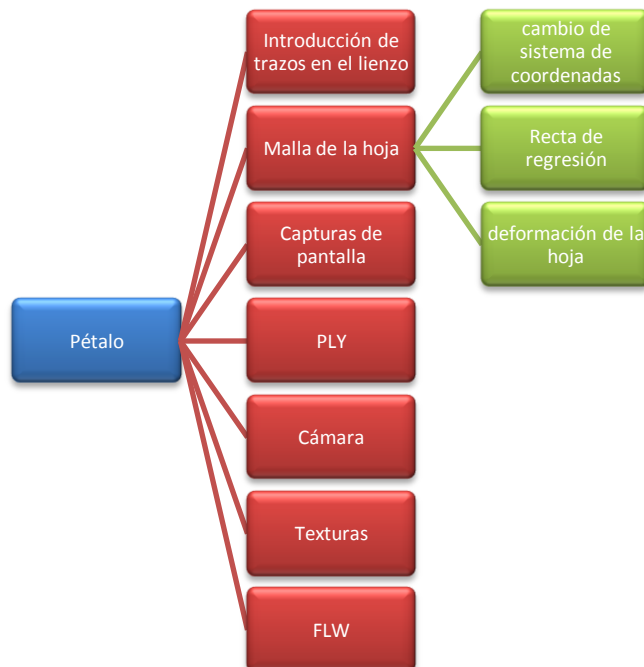 Pétalo
Introducción de
trazos en el lienzo
Malla de la hoja
cambio de
sistema de
coordenadas
Recta de
regresión
deformación de la
hoja
Capturas de
pantalla
PLY
Cámara
Texturas
FLW